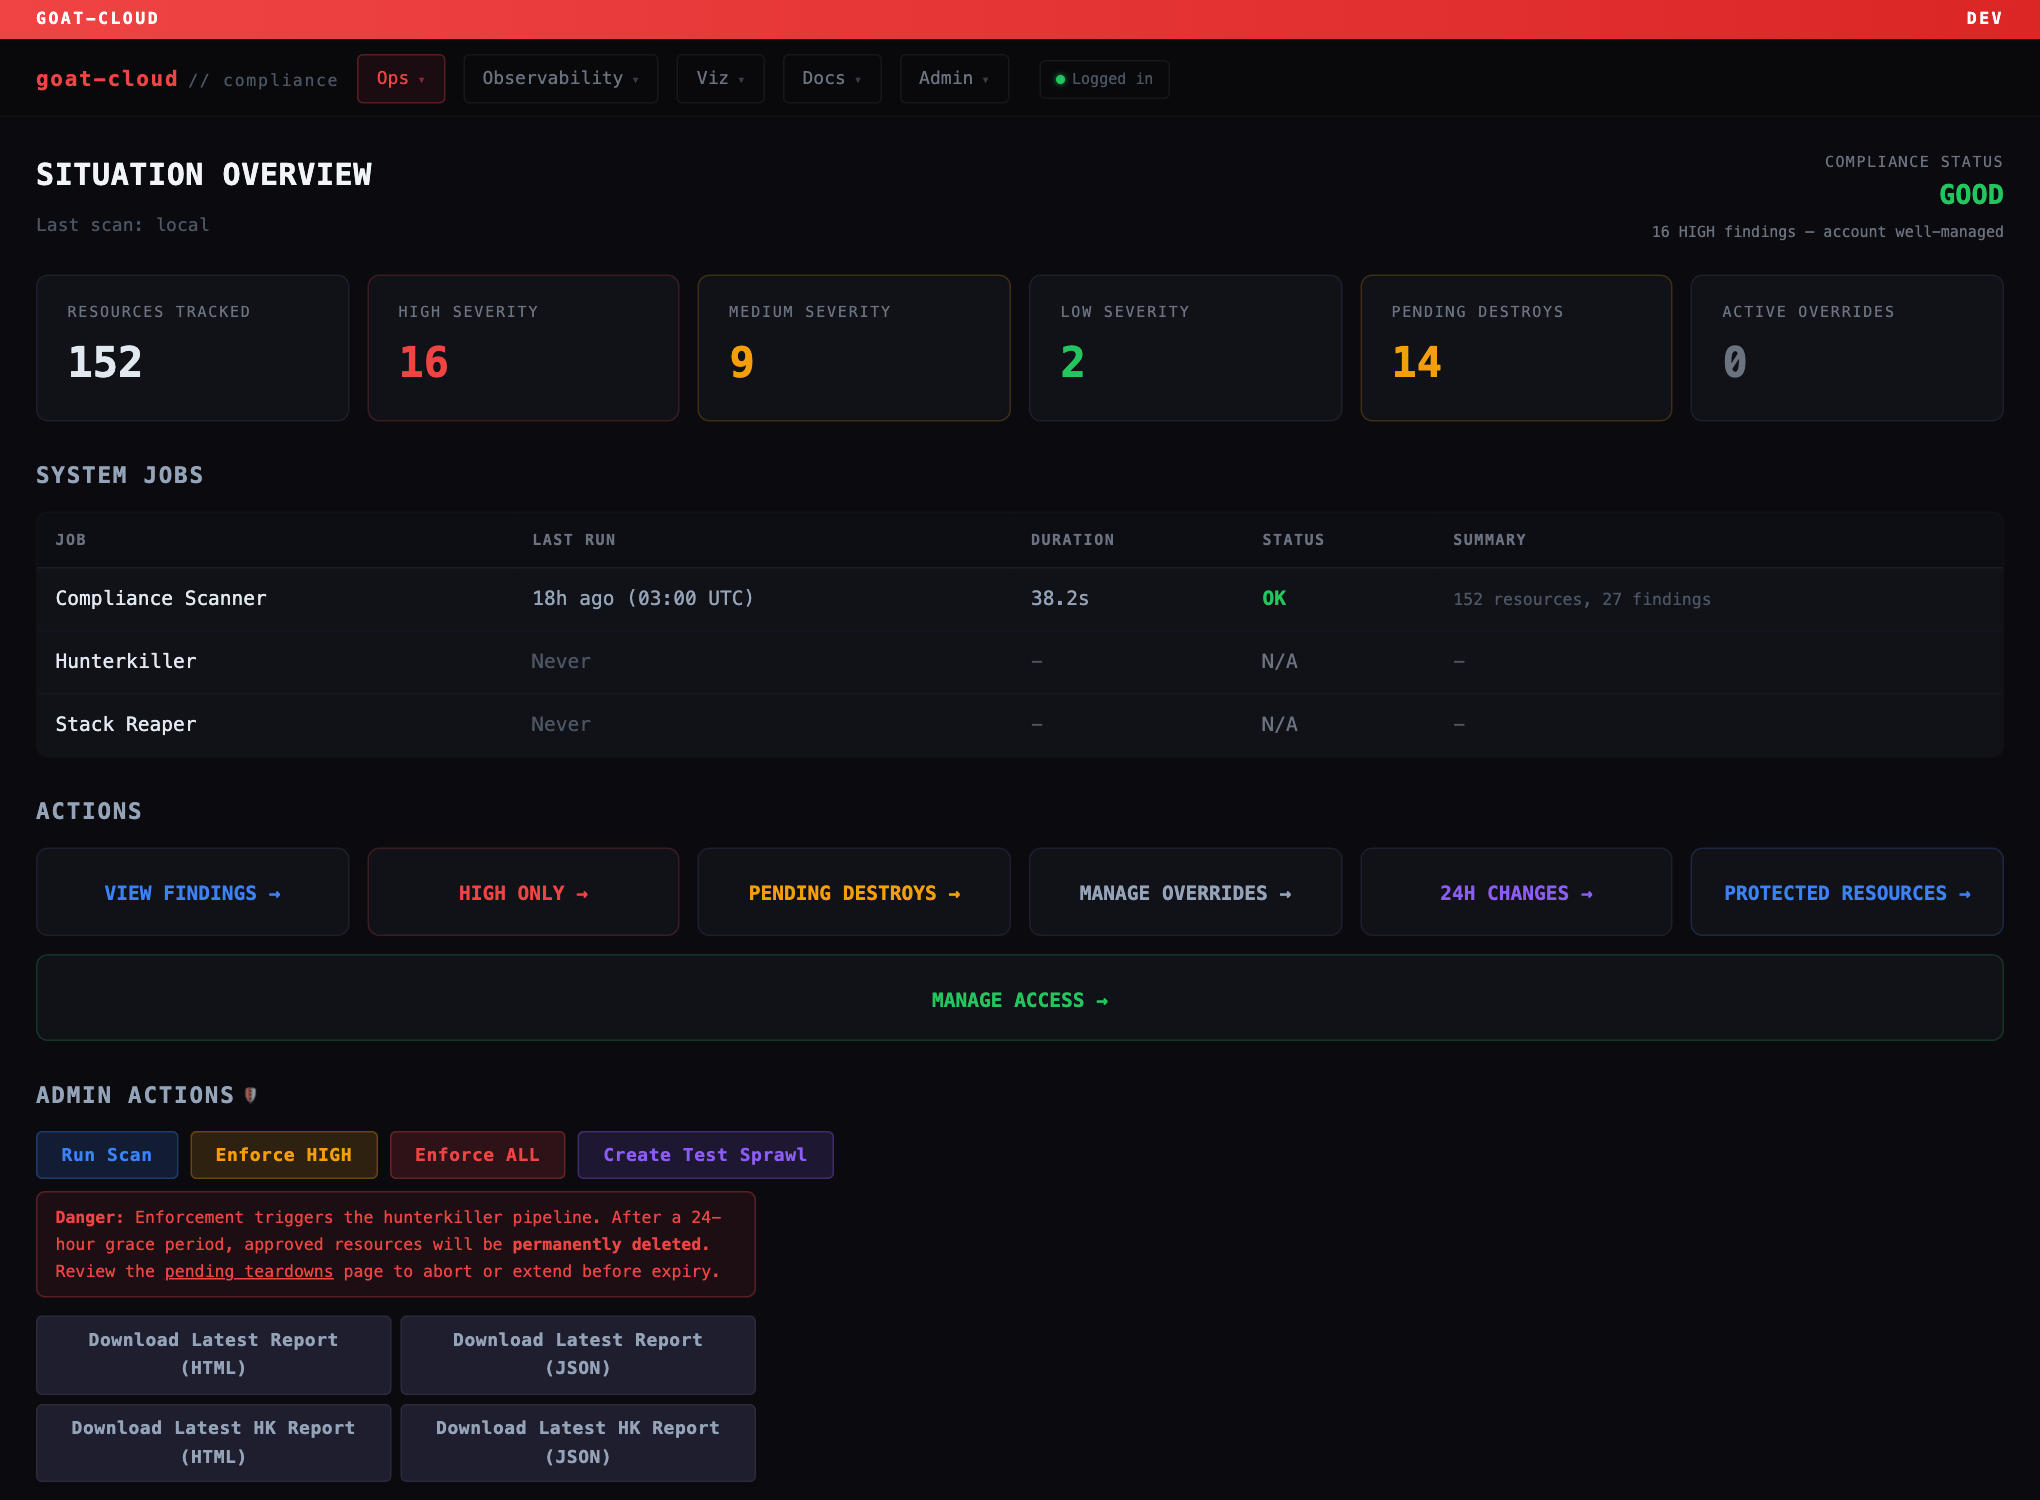 GOAT-CLOUD DEV
goat-cloud // compliance Ops ▾ Observability ▾ Viz ▾ Docs ▾ Admin ▾ Logged in
SITUATION OVERVIEW
Last scan: local
COMPLIANCE STATUS
GOOD
16 HIGH findings — account well-managed
RESOURCES TRACKED
152
HIGH SEVERITY
16
MEDIUM SEVERITY
9
LOW SEVERITY
2
PENDING DESTROYS
14
ACTIVE OVERRIDES
0
SYSTEM JOBS
JOB LAST RUN DURATION STATUS SUMMARY
Compliance Scanner 18h ago (03:00 UTC) 38.2s OK 152 resources, 27 findings
Hunterkiller Never — N/A —
Stack Reaper Never — N/A —
ACTIONS
VIEW FINDINGS → HIGH ONLY → PENDING DESTROYS → MANAGE OVERRIDES → 24H CHANGES → PROTECTED RESOURCES →
MANAGE ACCESS →
ADMIN ACTIONS
Run Scan Enforce HIGH Enforce ALL Create Test Sprawl
Danger: Enforcement triggers the hunterkiller pipeline. After a 24-
hour grace period, approved resources will be permanently deleted.
Review the pending teardowns page to abort or extend before expiry.
Download Latest Report
(HTML)
Download Latest Report
(JSON)
Download Latest HK Report
(HTML)
Download Latest HK Report
(JSON)